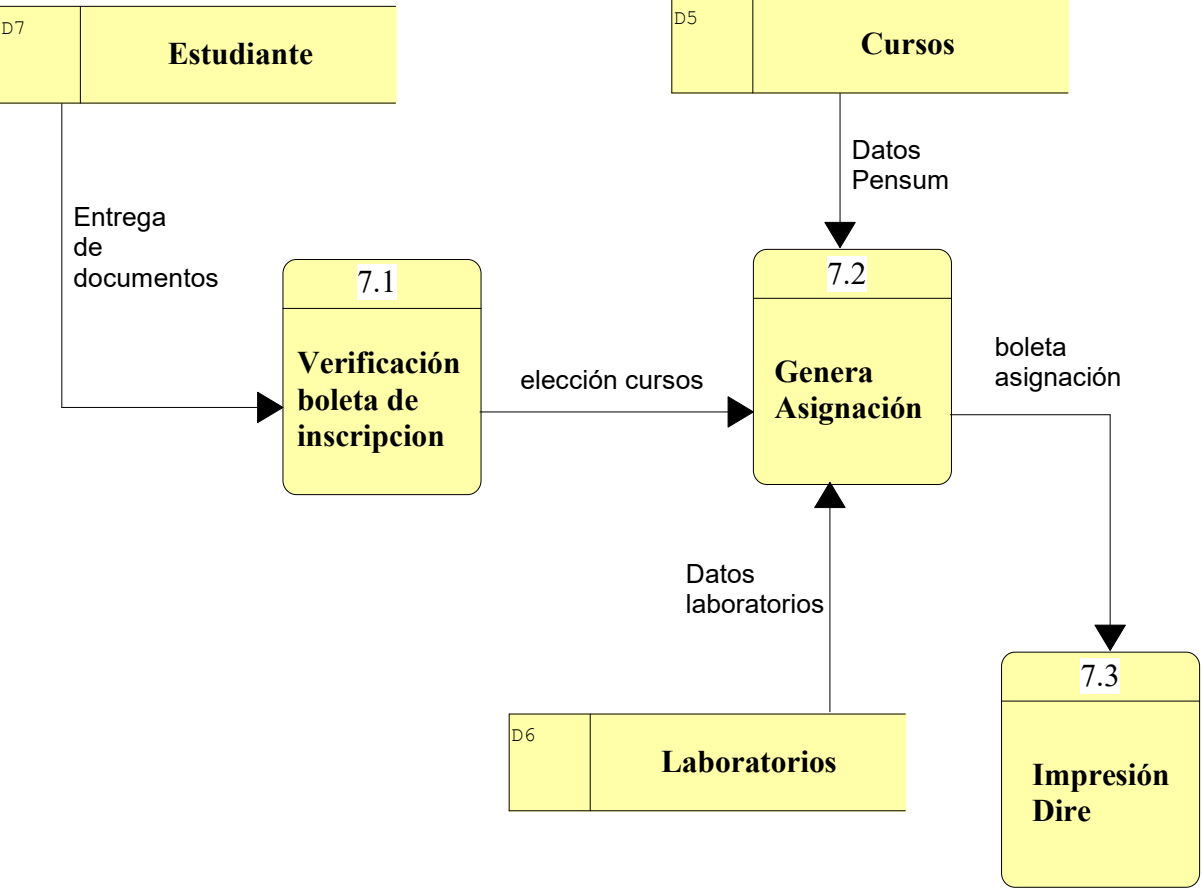 D7
Estudiante
D5
Cursos
Datos
Pensum
Entrega
de
documentos
7.1
Verificación
boleta de
inscripcion
elección cursos
7.2
Genera
Asignación
boleta
asignación
Datos
laboratorios
D6
Laboratorios
7.3
Impresión
Dire